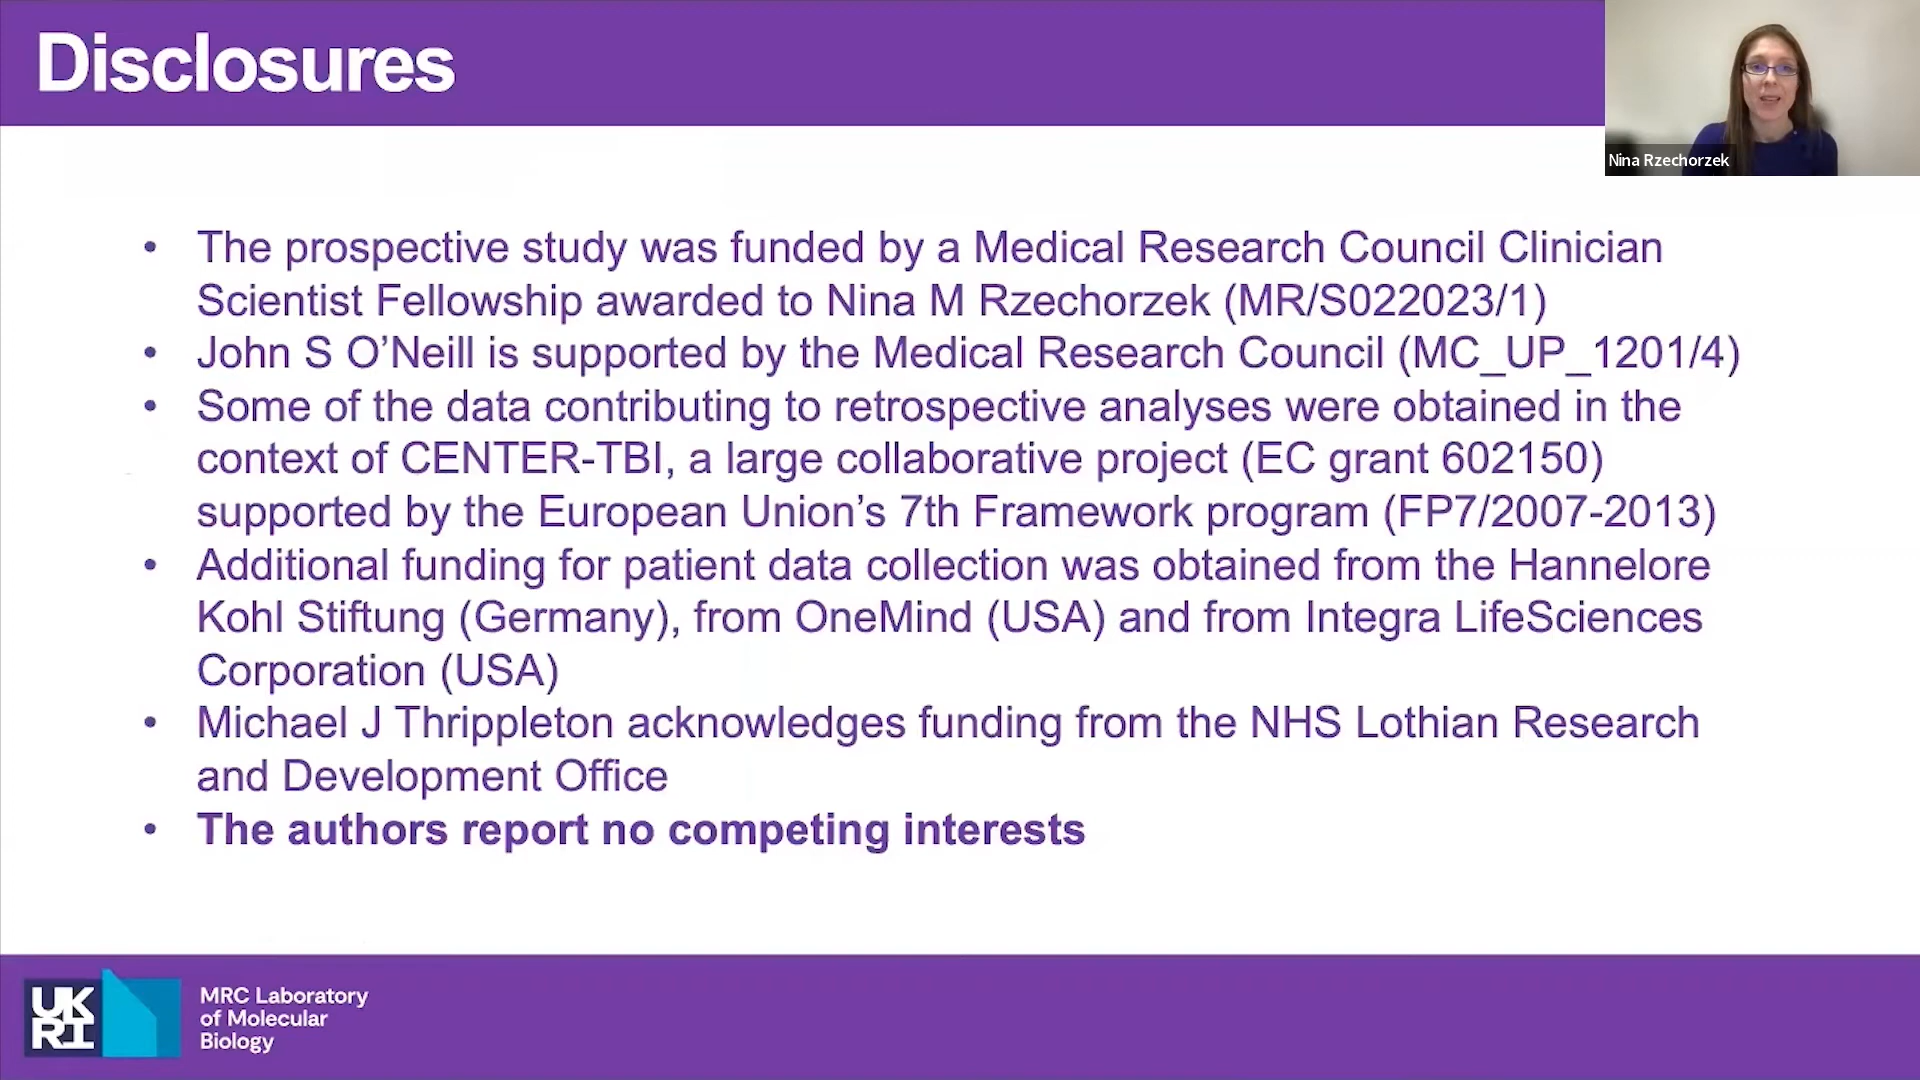 Disclosures
Nina Rzechorzek
• The prospective study was funded by a Medical Research Council Clinician
Scientist Fellowship awarded to Nina M Rzechorzek (MR/S022023/1)
• John S O’Neill is supported by the Medical Research Council (MC_UP_1201/4)
• Some of the data contributing to retrospective analyses were obtained in the
context of CENTER-TBI, a large collaborative project (EC grant 602150)
supported by the European Union’s 7th Framework program (FP7/2007-2013)
• Additional funding for patient data collection was obtained from the Hannelore
Kohl Stiftung (Germany), from OneMind (USA) and from Integra LifeSciences
Corporation (USA)
• Michael J Thrippleton acknowledges funding from the NHS Lothian Research
and Development Office
• The authors report no competing interests
UK
RI
MRC Laboratory
of Molecular
Biology